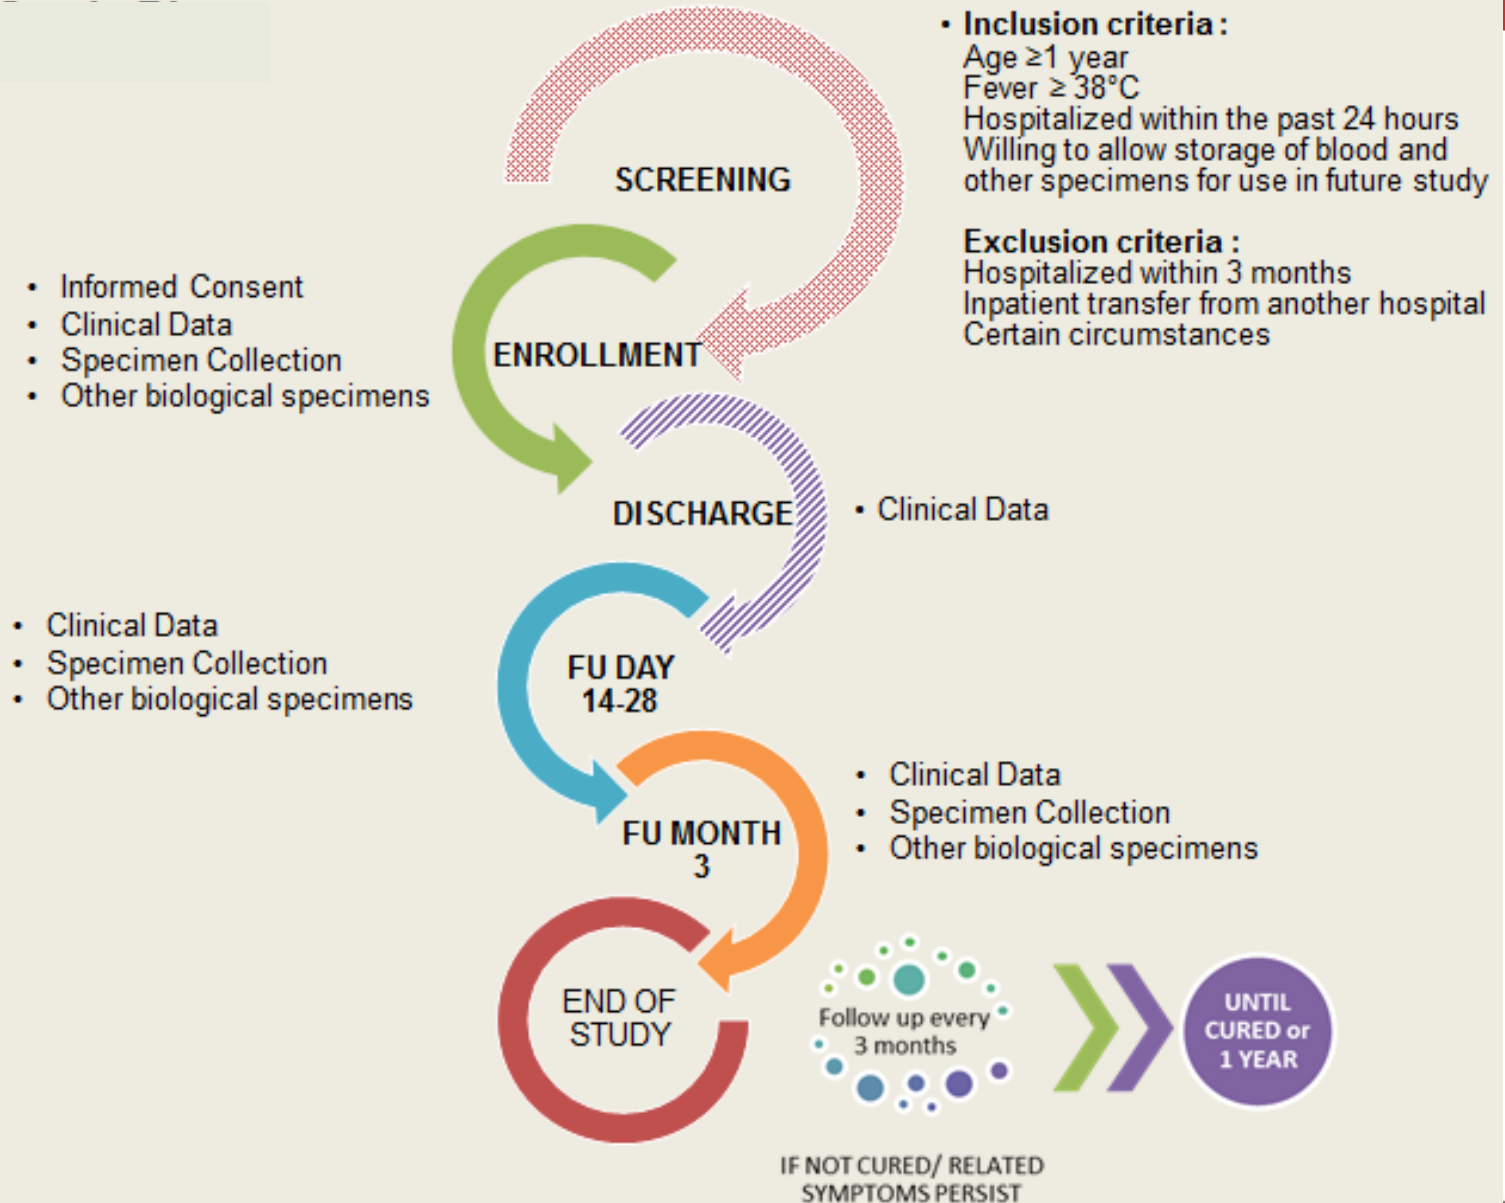 • Inclusion criteria :
Age ≥1 year
Fever ≥ 38°C
Hospitalized within the past 24 hours
Willing to allow storage of blood and
other specimens for use in future study
Exclusion criteria :
Hospitalized within 3 months
Inpatient transfer from another hospital
Certain circumstances
SCREENING
• Informed Consent
• Clinical Data
• Specimen Collection
• Other biological specimens
ENROLLMENT
DISCHARGE
• Clinical Data
• Clinical Data
• Specimen Collection
• Other biological specimens
FU DAY
14-28
FU MONTH
3
• Clinical Data
• Specimen Collection
• Other biological specimens
END OF
STUDY
Follow up every
3 months
UNTIL
CURED or
1 YEAR
IF NOT CURED/ RELATED
SYMPTOMS PERSIST